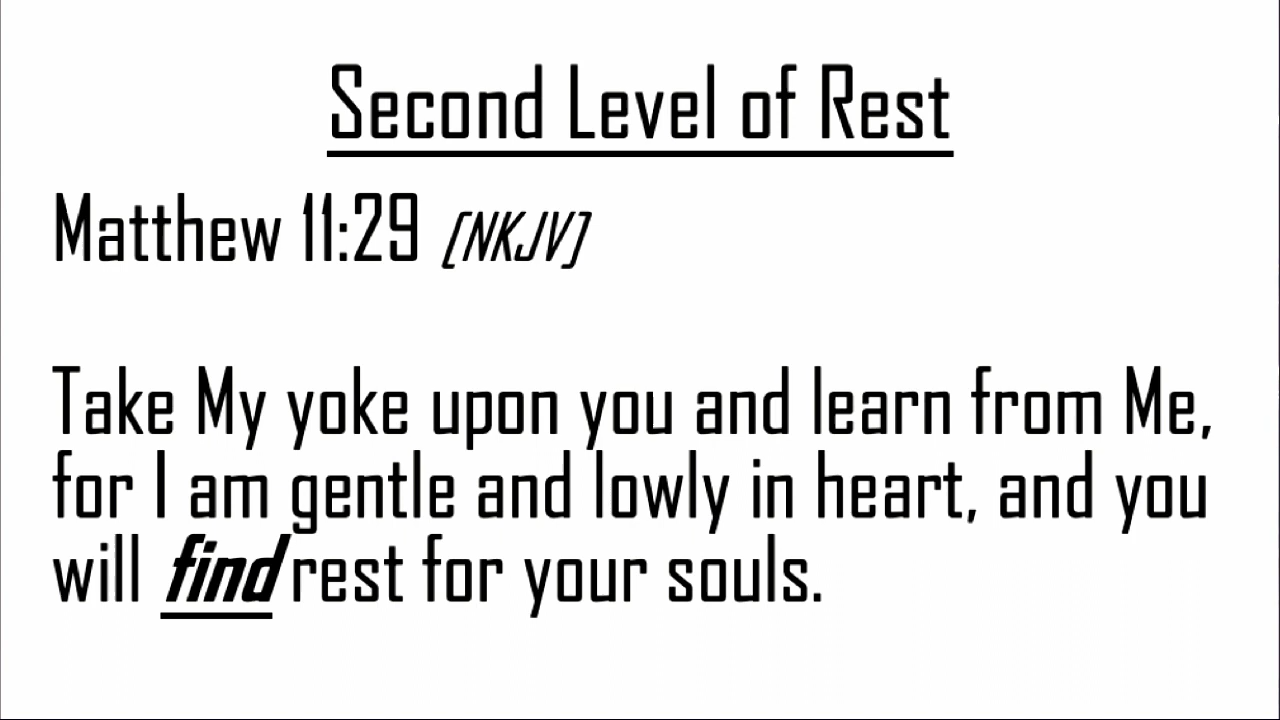 Second Level of Rest
Matthew 11:29 [NKJV]
Take My yoke upon you and learn from Me,
for I am gentle and lowly in heart, and you
will find rest for your souls.